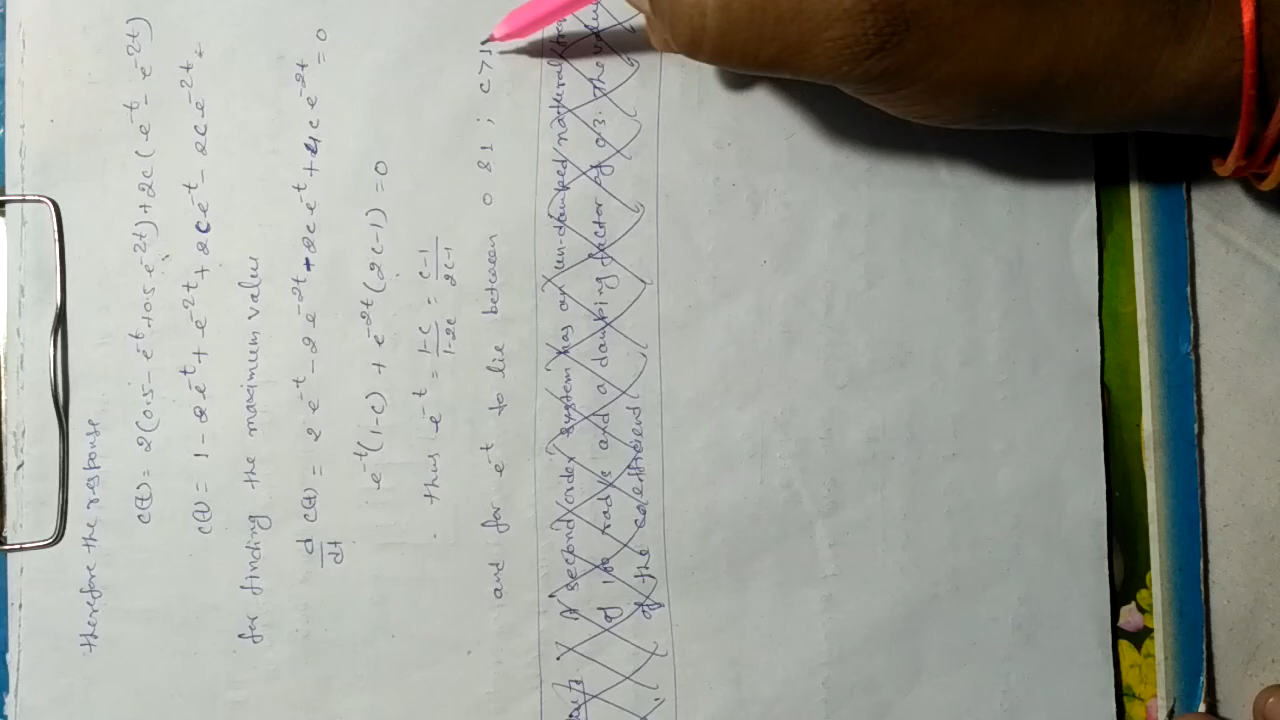 therefore the response
c(t) = 2(0.5 - e^-t + 0.5 e^-2t) + 2c(e^-t - e^-2t)
c(t) = 1 - 2e^-t + e^-2t + 2ce^-t - 2ce^-2t
for finding the maximum value
d/dt c(t) = 2e^-t - 2e^-2t - 2ce^-t + 4ce^-2t = 0
e^-t(1-c) + e^-2t(2c-1) = 0
thus e^-t = 1-c/1-2c = c-1/2c-1
and for e^-t to lie between 0 & 1 ; c>1
A second order system has an un-damped natural
of 100 rad/s and a damping factor of 0.3. The value
of the coefficient